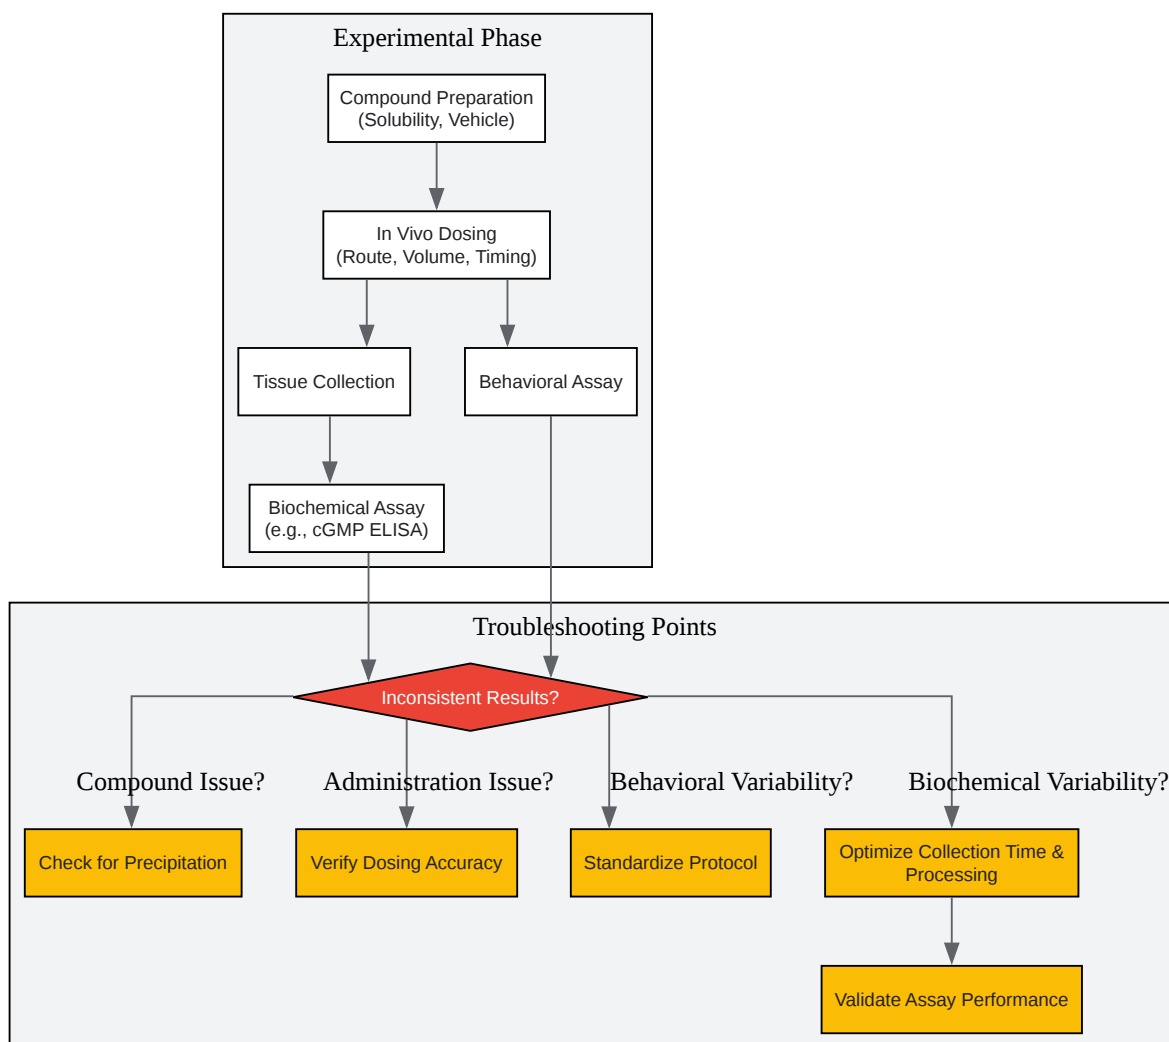 Experimental Phase
Compound Preparation
(Solubility, Vehicle)
In Vivo Dosing
(Route, Volume, Timing)
Tissue Collection
Behavioral Assay
Biochemical Assay
(e.g., cGMP ELISA)
Troubleshooting Points
Inconsistent Results?
Compound Issue?
Administration Issue?
Behavioral Variability?
Biochemical Variability?
Check for Precipitation
Verify Dosing Accuracy
Standardize Protocol
Optimize Collection Time &
Processing
Validate Assay Performance